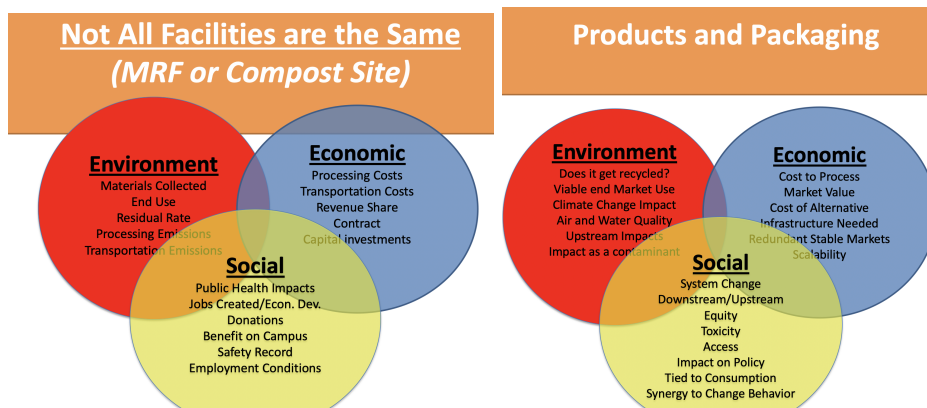 Not All Facilities are the Same
(MRF or Compost Site)
Environment
Materials Collected
End Use
Residual Rate
Processing Emissions
Transportation Emissions
Economic
Processing Costs
Transportation Costs
Revenue Share
Contract
Capital investments
Social
Public Health Impacts
Jobs Created/Econ. Dev.
Donations
Benefit on Campus
Safety Record
Employment Conditions
Products and Packaging
Environment
Does it get recycled?
Viable end Market Use
Climate Change Impact
Air and Water Quality
Upstream Impacts
Impact as a contaminant
Economic
Cost to Process
Market Value
Cost of Alternative
Infrastructure Needed
Redundant Stable Markets
Scalability
Social
System Change
Downstream/Upstream
Equity
Toxicity
Access
Impact on Policy
Tied to Consumption
Synergy to Change Behavior